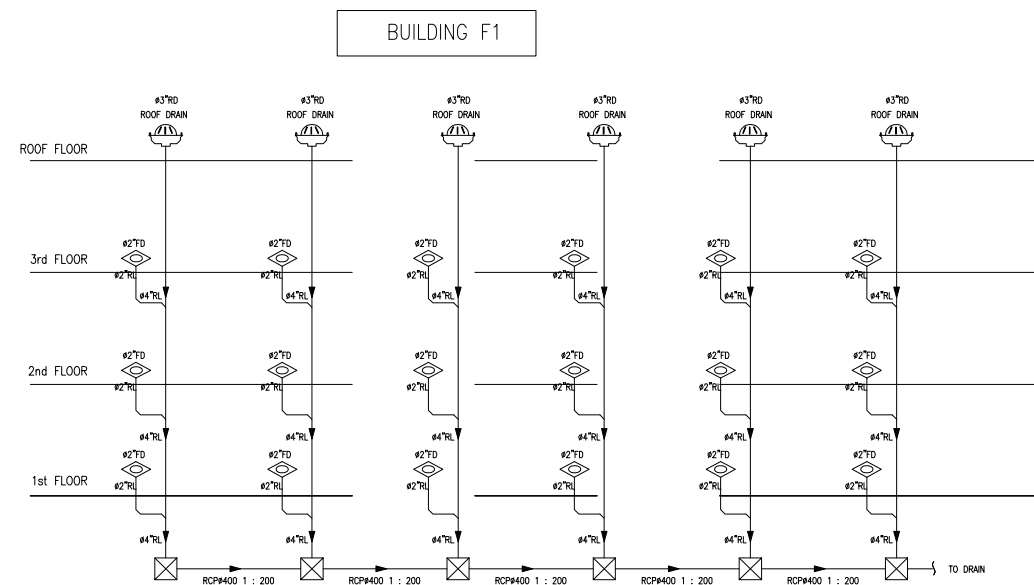 BUILDING F1
ø3"RD ø3"RD ø3"RD ø3"RD ø3"RD ø3"RD
ROOF DRAIN ROOF DRAIN ROOF DRAIN ROOF DRAIN ROOF DRAIN ROOF DRAIN
ROOF FLOOR
ø2"FD ø2"FD ø2"FD ø2"FD ø2"FD ø2"FD
3rd FLOOR
ø2"RL ø2"RL ø2"RL ø2"RL ø2"RL ø2"RL
ø4"RL ø4"RL ø4"RL ø4"RL ø4"RL ø4"RL
ø2"FD ø2"FD ø2"FD ø2"FD ø2"FD ø2"FD
2nd FLOOR
ø2"RL ø2"RL ø2"RL ø2"RL ø2"RL ø2"RL
ø4"RL ø4"RL ø4"RL ø4"RL ø4"RL ø4"RL
ø2"FD ø2"FD ø2"FD ø2"FD ø2"FD ø2"FD
1st FLOOR
ø2"RL ø2"RL ø2"RL ø2"RL ø2"RL ø2"RL
ø4"RL ø4"RL ø4"RL ø4"RL ø4"RL ø4"RL
TO DRAIN
RCPø400 1 : 200 RCPø400 1 : 200 RCPø400 1 : 200 RCPø400 1 : 200 RCPø400 1 : 200